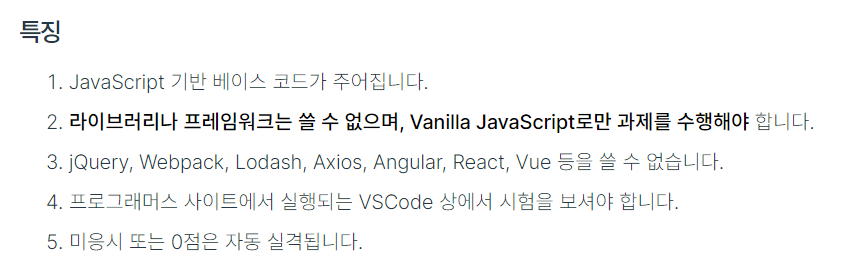 특징
1. JavaScript 기반 베이스 코드가 주어집니다.
2. 라이브러리나 프레임워크는 쓸 수 없으며, Vanilla JavaScript로만 과제를 수행해야 합니다.
3. jQuery, Webpack, Lodash, Axios, Angular, React, Vue 등을 쓸 수 없습니다.
4. 프로그래머스 사이트에서 실행되는 VSCode 상에서 시험을 보셔야 합니다.
5. 미응시 또는 0점은 자동 실격됩니다.